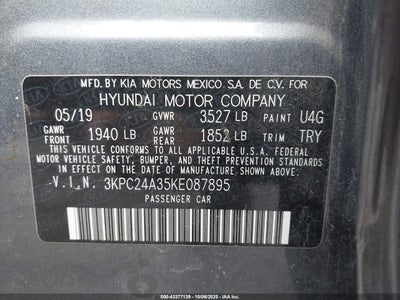 MFD. BY KIA MOTORS MEXICO S.A. DE C.V. FOR
HYUNDAI MOTOR COMPANY
05/19 GVWR 3527 LB PAINT U4G
GAWR FRONT 1940 LB GAWR REAR 1852 LB TRIM TRY
THIS VEHICLE CONFORMS TO ALL APPLICABLE U.S. FEDERAL
MOTOR VEHICLE SAFETY, BUMPER, AND THEFT PREVENTION
STANDARDS IN EFFECT ON THE DATE OF MANUFACTURE SHOWN ABOVE.
V.I.N. 3KPC24A35KE087895
PASSENGER CAR
000-43377139 - 10/06/2025 -